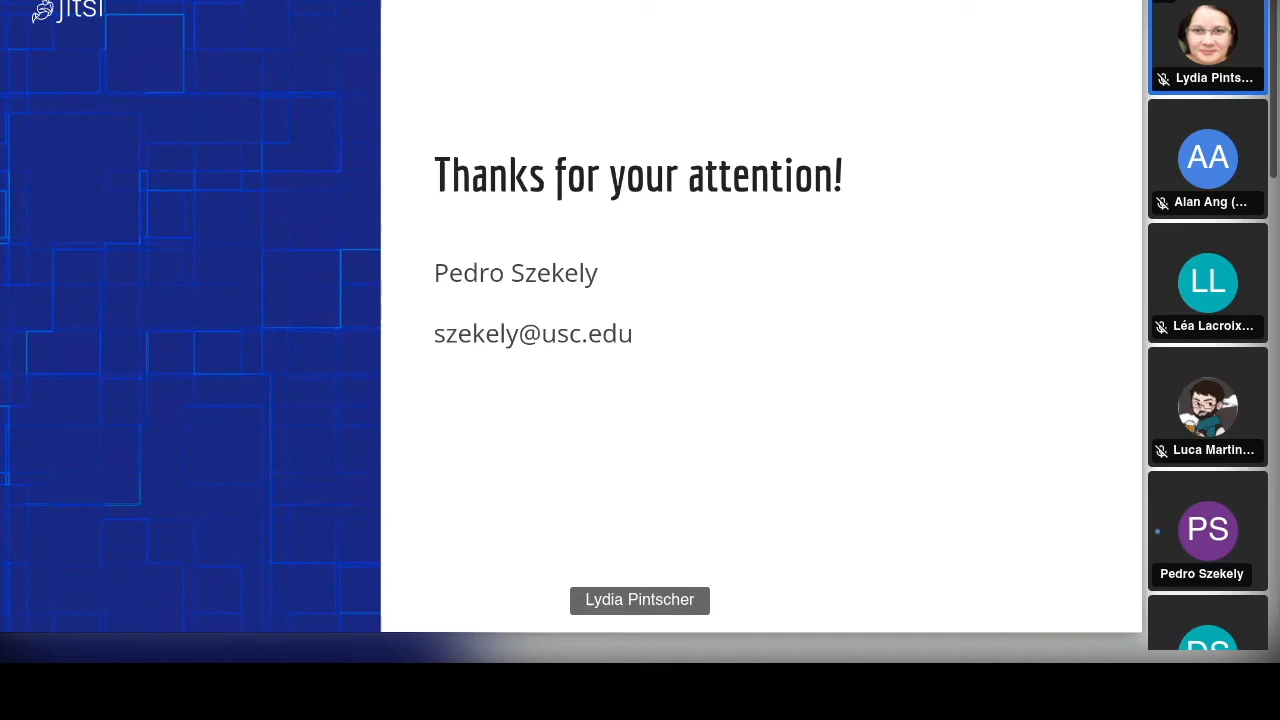 jitsi
Thanks for your attention!
Pedro Szekely
szekely@usc.edu
Lydia Pintscher
Lydia Pints...
AA
Alan Ang (...
LL
Léa Lacroix...
Luca Martin...
PS
Pedro Szekely
DS